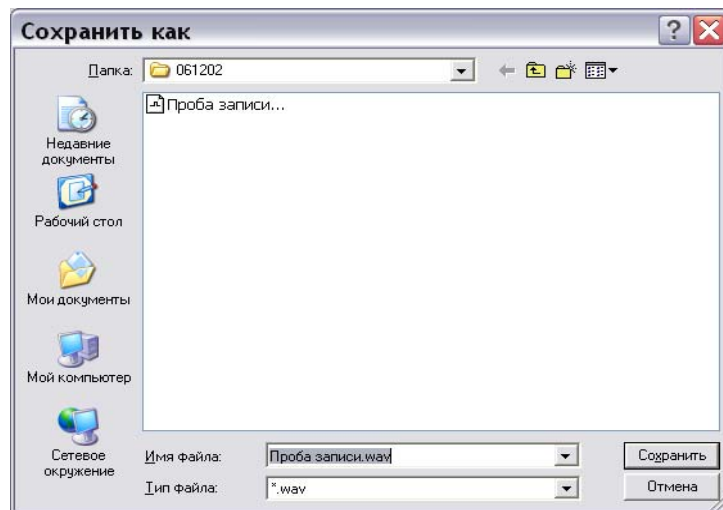 Сохранить как
Папка: 061202
Проба записи...
Недавние
документы
Рабочий стол
Мои документы
Мой компьютер
Сетевое
окружение
Имя файла: Проба записи.wav Сохранить
Тип файла: *.wav Отмена